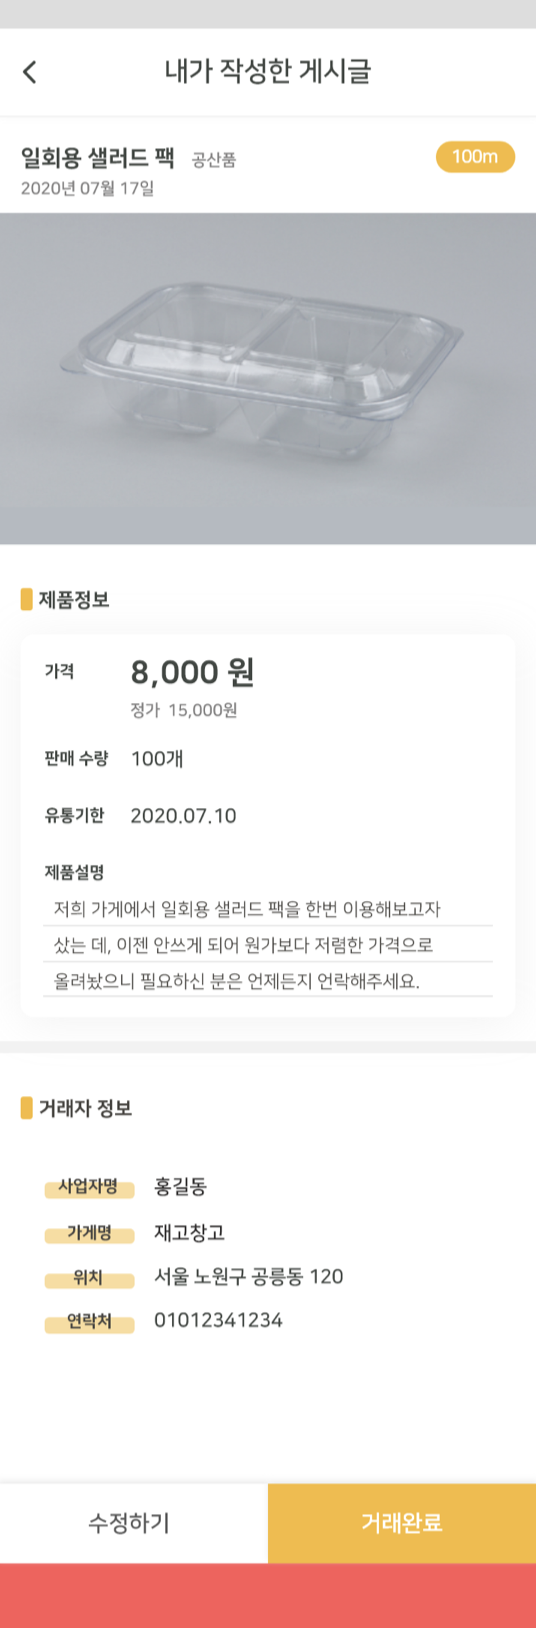 내가 작성한 게시글
일회용 샐러드 팩 공산품 100m
2020년 07월 17일
제품정보
가격 8,000 원
정가 15,000원
판매 수량 100개
유통기한 2020.07.10
제품설명
저희 가게에서 일회용 샐러드 팩을 한번 이용해보고자
샀는 데, 이젠 안쓰게 되어 원가보다 저렴한 가격으로
올려놨으니 필요하신 분은 언제든지 언락해주세요.
거래자 정보
사업자명 홍길동
가게명 재고창고
위치 서울 노원구 공릉동 120
연락처 01012341234
수정하기 거래완료